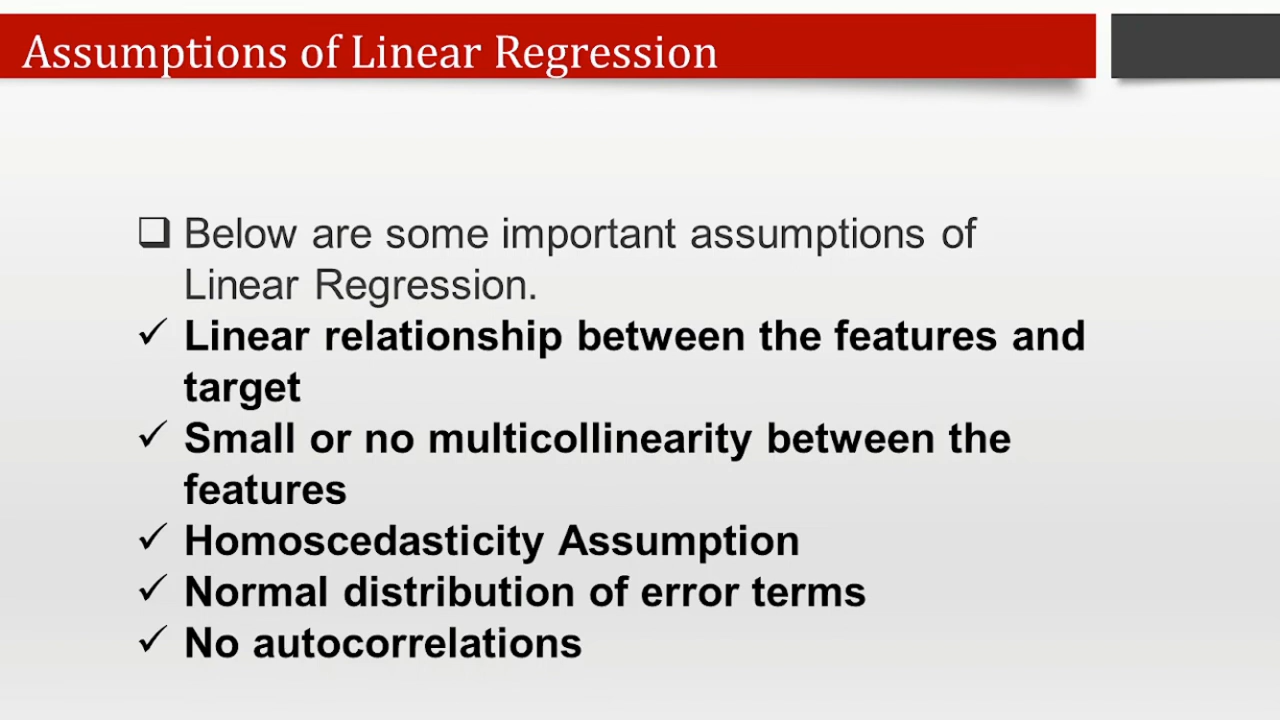 Assumptions of Linear Regression
Below are some important assumptions of
Linear Regression.
Linear relationship between the features and
target
Small or no multicollinearity between the
features
Homoscedasticity Assumption
Normal distribution of error terms
No autocorrelations